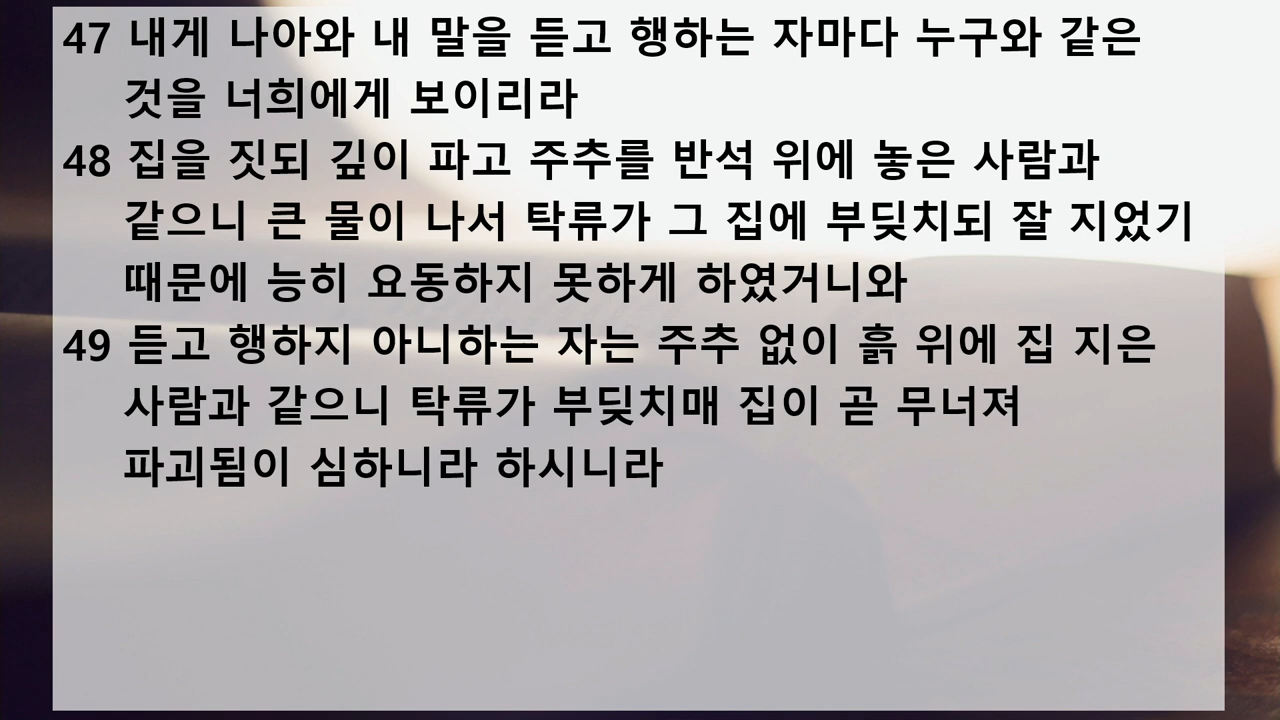 47 내게 나아와 내 말을 듣고 행하는 자마다 누구와 같은
것을 너희에게 보이리라
48 집을 짓되 깊이 파고 주추를 반석 위에 놓은 사람과
같으니 큰 물이 나서 탁류가 그 집에 부딪치되 잘 지었기
때문에 능히 요동하지 못하게 하였거니와
49 듣고 행하지 아니하는 자는 주추 없이 흙 위에 집 지은
사람과 같으니 탁류가 부딪치매 집이 곧 무너져
파괴됨이 심하니라 하시니라